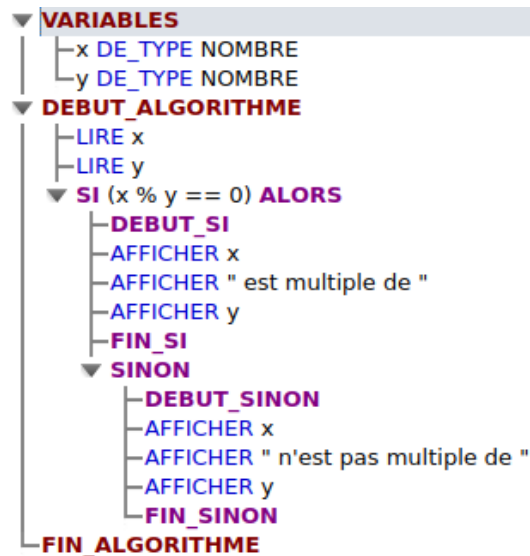 VARIABLES
x DE_TYPE NOMBRE
y DE_TYPE NOMBRE
DEBUT_ALGORITHME
LIRE x
LIRE y
SI (x % y == 0) ALORS
DEBUT_SI
AFFICHER x
AFFICHER " est multiple de "
AFFICHER y
FIN_SI
SINON
DEBUT_SINON
AFFICHER x
AFFICHER " n'est pas multiple de "
AFFICHER y
FIN_SINON
FIN_ALGORITHME